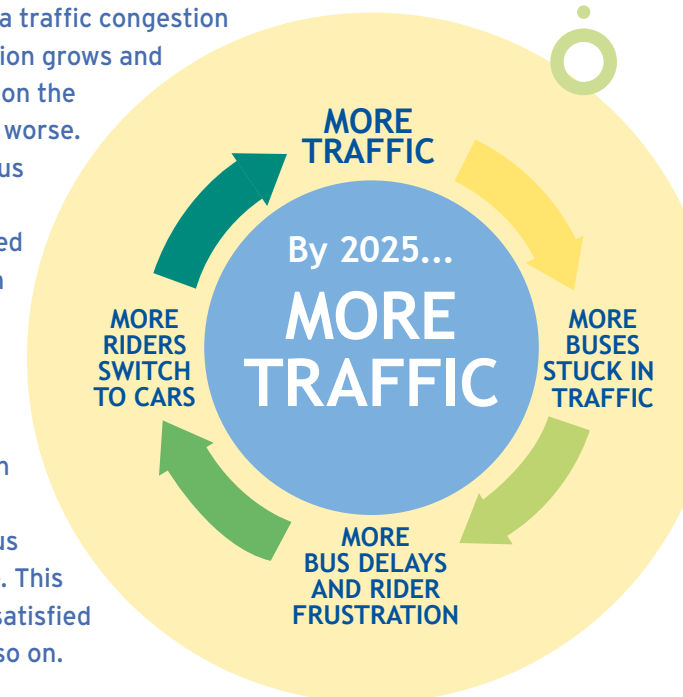 a traffic congestion
ion grows and
on the
worse.
us
ed
n
n
us
. This
satisfied
so on.
MORE
TRAFFIC
MORE
BUSES
STUCK IN
TRAFFIC
MORE
BUS DELAYS
AND RIDER
FRUSTRATION
MORE
RIDERS
SWITCH
TO CARS
By 2025...
MORE
TRAFFIC